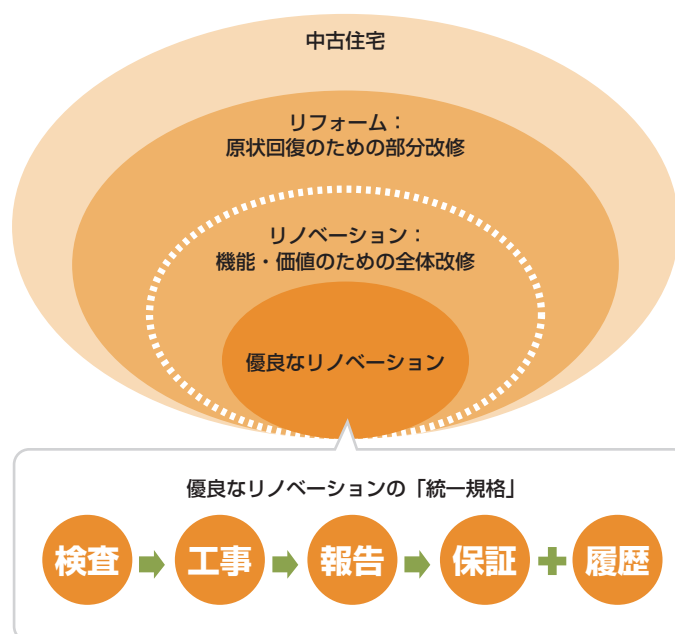 中古住宅
リフォーム：
原状回復のための部分改修
リノベーション：
機能・価値のための全体改修
優良なリノベーション
優良なリノベーションの「統一規格」
検査 工事 報告 保証 + 履歴